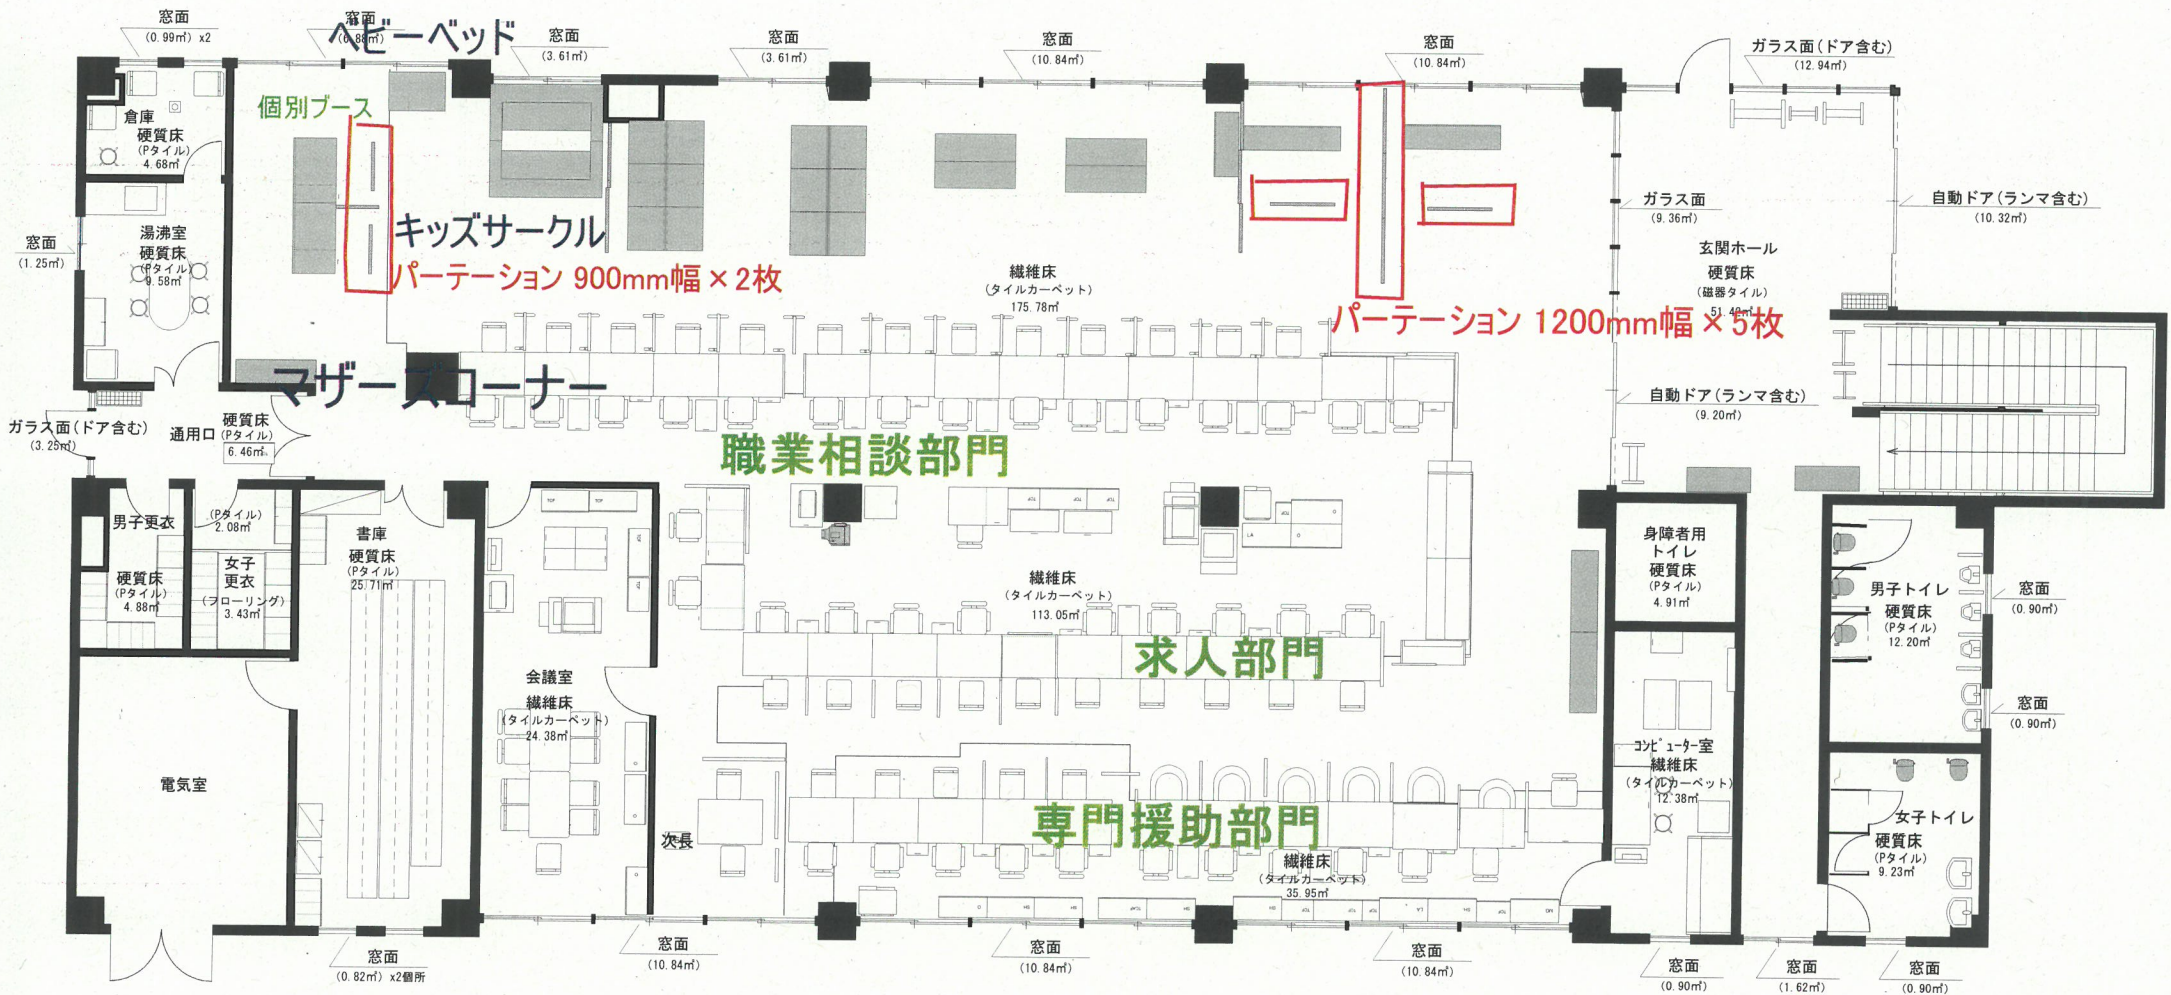 窓面
(0.99㎡) x2
窓面
ベビーベッド
窓面
(3.61㎡)
窓面
(3.61㎡)
窓面
(10.84㎡)
窓面
(10.84㎡)
ガラス面(ドア含む)
(12.94㎡)
個別ブース
倉庫
硬質床
(Pタイル)
4.68㎡
湯沸室
硬質床
(Pタイル)
9.58㎡
窓面
(1.25㎡)
キッズサークル
パーテーション 900mm幅×2枚
繊維床
(タイルカーペット)
175.78㎡
ガラス面
(9.36㎡)
自動ドア(ランマ含む)
(10.32㎡)
玄関ホール
硬質床
(磁器タイル)
パーテーション 1200mm幅×5枚
マザーズコーナー
自動ドア(ランマ含む)
(9.20㎡)
ガラス面(ドア含む)
(3.25㎡)
通用口
硬質床
(Pタイル)
6.46㎡
職業相談部門
男子更衣
硬質床
(Pタイル)
4.88㎡
(Pタイル)
2.08㎡
女子
更衣
(フローリング)
3.43㎡
書庫
硬質床
(Pタイル)
25.71㎡
繊維床
(タイルカーペット)
113.05㎡
身障者用
トイレ
硬質床
(Pタイル)
4.91㎡
男子トイレ
硬質床
(Pタイル)
12.20㎡
窓面
(0.90㎡)
求人部門
会議室
繊維床
(タイルカーペット)
24.38㎡
窓面
(0.90㎡)
電気室
コンピューター室
繊維床
(タイルカーペット)
12.38㎡
次長
専門援助部門
繊維床
(タイルカーペット)
35.95㎡
女子トイレ
硬質床
(Pタイル)
9.23㎡
窓面
(0.82㎡) x2個所
窓面
(10.84㎡)
窓面
(10.84㎡)
窓面
(10.84㎡)
窓面
(0.90㎡)
窓面
(1.62㎡)
窓面
(0.90㎡)